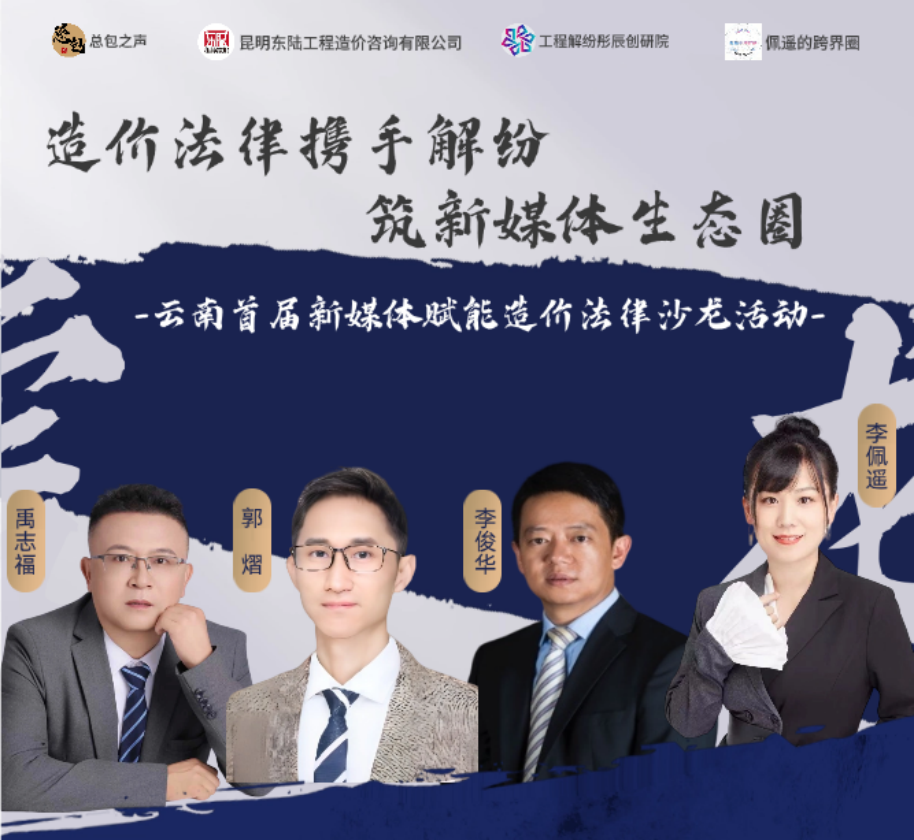 总包之声
昆明东陆工程造价咨询有限公司
工程解纷彤辰创研院
佩遥的跨界圈
造价法律携手解纷
筑新媒体生态圈
-云南首届新媒体赋能造价法律沙龙活动-
禹志福
郭熠
李俊华
李佩遥